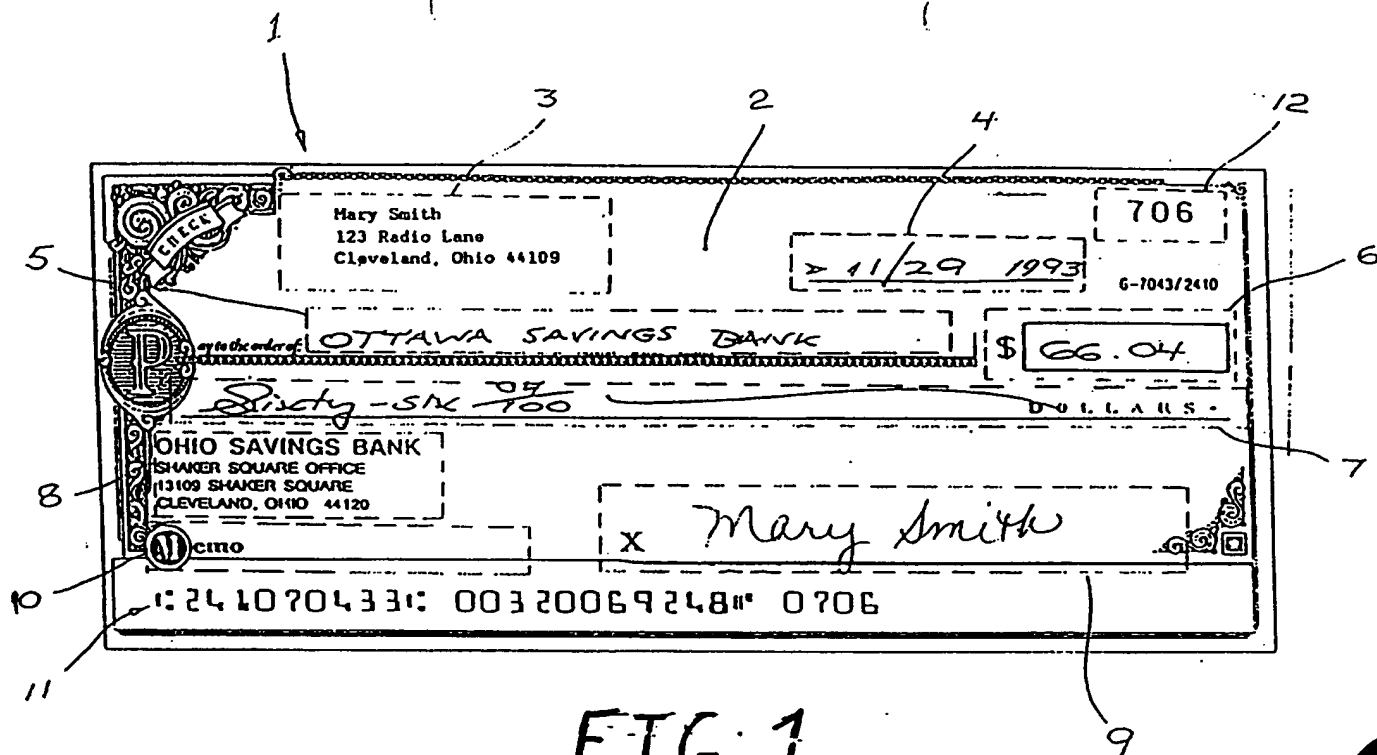 1
3 2 4 12
CHECK
Mary Smith
706
123 Radio Lane
Cleveland, Ohio 44109
11/29 1993
5 6
G-7043/2410
Pay to the order of: OTTAWA SAVINGS BANK $ 66.04
Sixty-six 04/100 DOLLARS
OHIO SAVINGS BANK
SHAKER SQUARE OFFICE
7
8
13109 SHAKER SQUARE
CLEVELAND, OHIO 44120
X Mary Smith
Memo
10
⑆241070433⑆ 00320069248⑈ 0706
11
9
FIG. 1